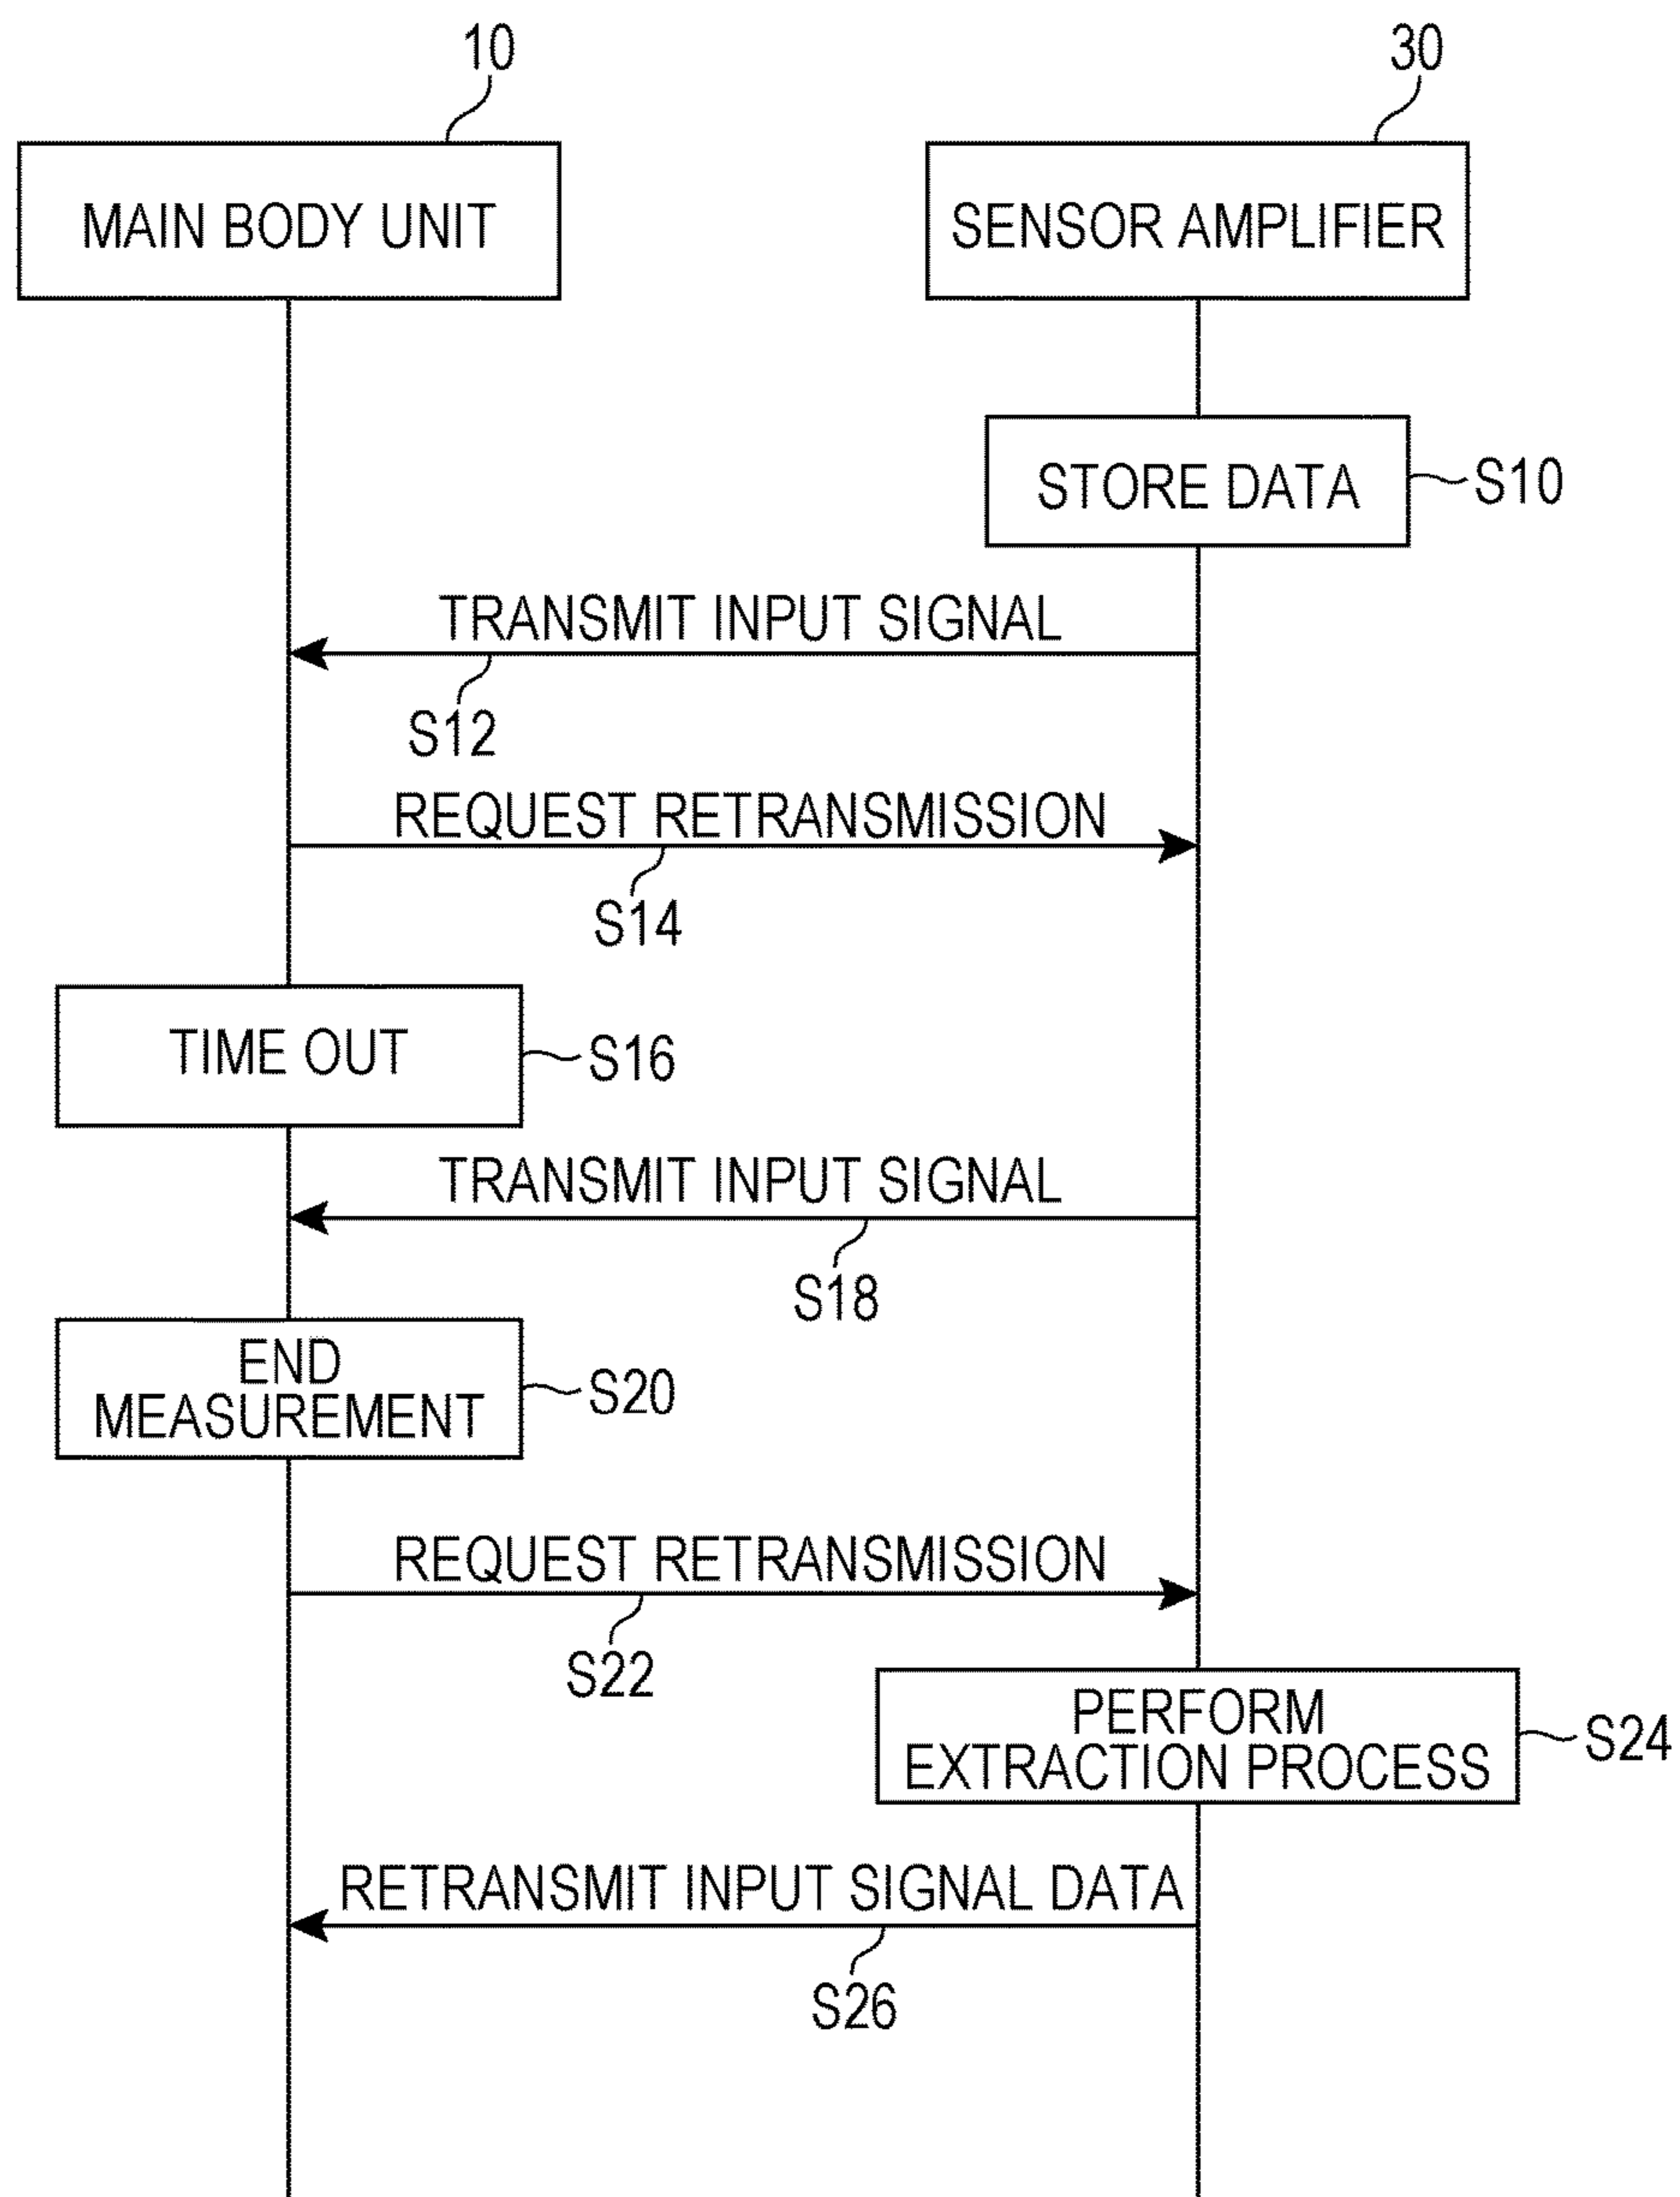 10
30
MAIN BODY UNIT
SENSOR AMPLIFIER
STORE DATA
S10
TRANSMIT INPUT SIGNAL
S12
REQUEST RETRANSMISSION
S14
TIME OUT
S16
TRANSMIT INPUT SIGNAL
S18
END
MEASUREMENT
S20
REQUEST RETRANSMISSION
S22
PERFORM
EXTRACTION PROCESS
S24
RETRANSMIT INPUT SIGNAL DATA
S26